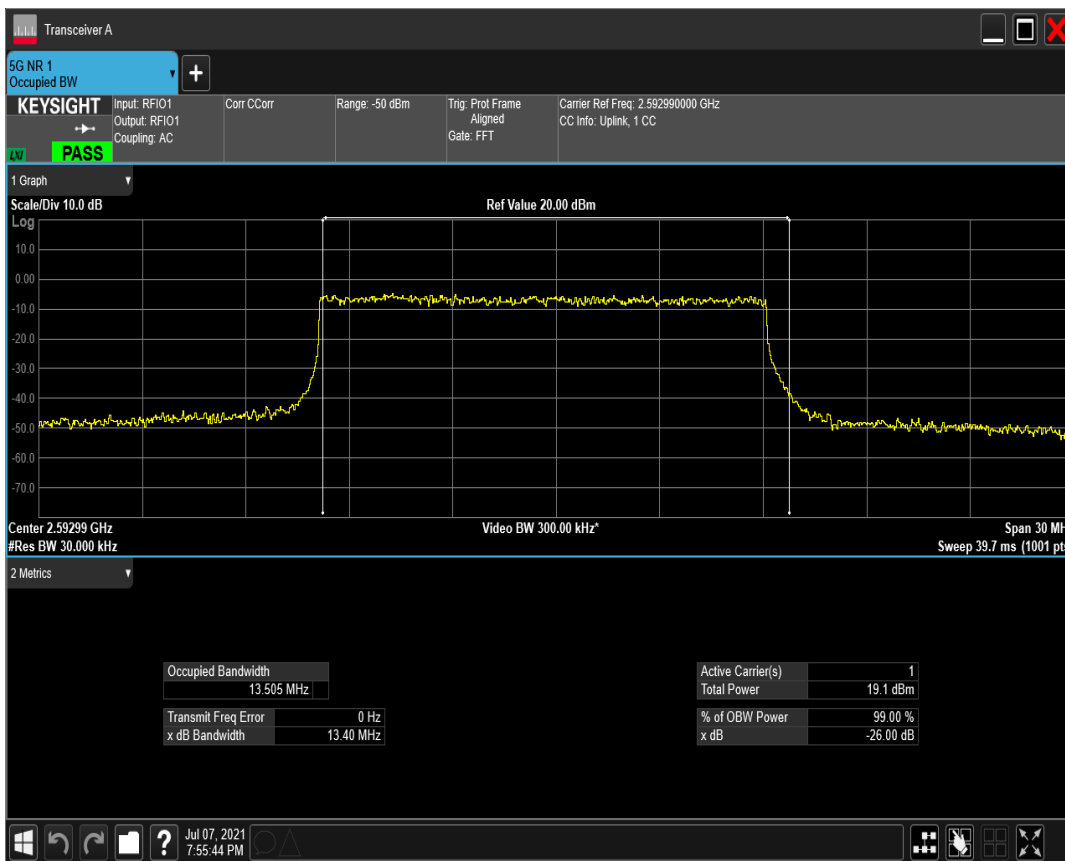 Transceiver A
5G NR 1
Occupied BW
KEYSIGHT
LXI
PASS
Input: RFIO1
Output: RFIO1
Coupling: AC
Corr CCorr
Range: -50 dBm
Trig: Prot Frame
Aligned
Gate: FFT
Carrier Ref Freq: 2.592990000 GHz
CC Info: Uplink, 1 CC
1 Graph
Scale/Div 10.0 dB
Ref Value 20.00 dBm
Log
10.0
0.00
-10.0
-20.0
-30.0
-40.0
-50.0
-60.0
-70.0
Center 2.59299 GHz
Video BW 300.00 kHz*
Span 30 MH
#Res BW 30.000 kHz
Sweep 39.7 ms (1001 pts
2 Metrics
Occupied Bandwidth
13.505 MHz
Transmit Freq Error 0 Hz
x dB Bandwidth 13.40 MHz
Active Carrier(s) 1
Total Power 19.1 dBm
% of OBW Power 99.00 %
x dB -26.00 dB
?
Jul 07, 2021
7:55:44 PM